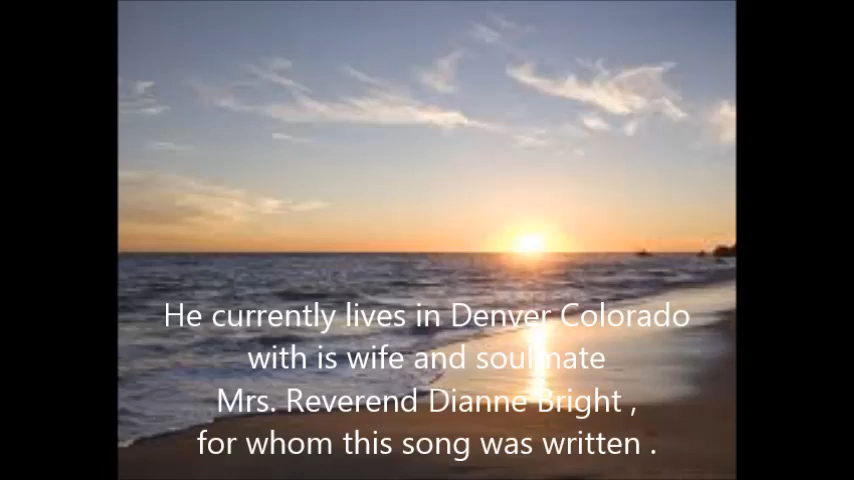 He currently lives in Denver Colorado
with is wife and soulmate
Mrs. Reverend Dianne Bright ,
for whom this song was written .